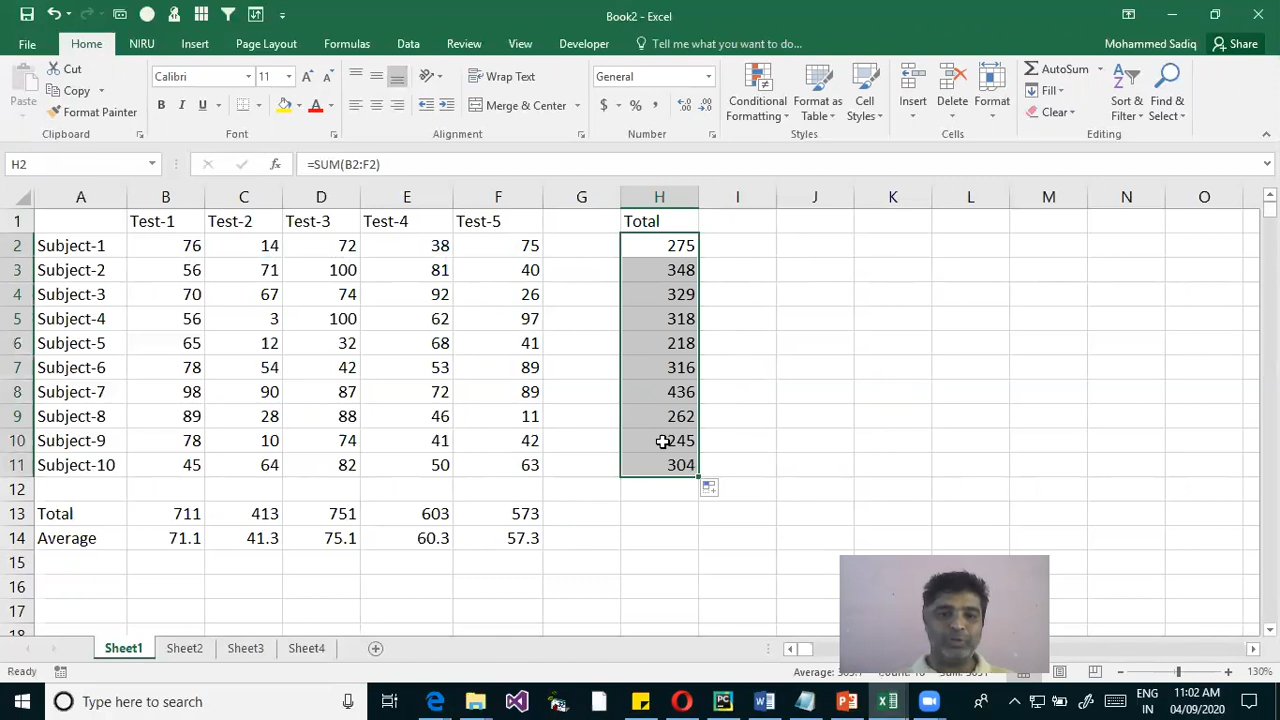 Book2 - Excel
File Home NIRU Insert Page Layout Formulas Data Review View Developer Tell me what you want to do... Mohammed Sadiq Share
Paste Cut Copy Format Painter Clipboard
Calibri 11 B I U A Font
Wrap Text Merge & Center Alignment
General $ % , Number
Conditional Formatting Format as Table Cell Styles Styles
Insert Delete Format Cells
AutoSum Fill Clear Sort & Filter Find & Select Editing
H2 fx =SUM(B2:F2)
A B C D E F G H I J K L M N O
1 Test-1 Test-2 Test-3 Test-4 Test-5 Total
2 Subject-1 76 14 72 38 75 275
3 Subject-2 56 71 100 81 40 348
4 Subject-3 70 67 74 92 26 329
5 Subject-4 56 3 100 62 97 318
6 Subject-5 65 12 32 68 41 218
7 Subject-6 78 54 42 53 89 316
8 Subject-7 98 90 87 72 89 436
9 Subject-8 89 28 88 46 11 262
10 Subject-9 78 10 74 41 42 245
11 Subject-10 45 64 82 50 63 304
12
13 Total 711 413 751 603 573
14 Average 71.1 41.3 75.1 60.3 57.3
15
16
17
18
Sheet1 Sheet2 Sheet3 Sheet4
Ready Average: 130%
Type here to search ENG 11:02 AM
IN 04/09/2020